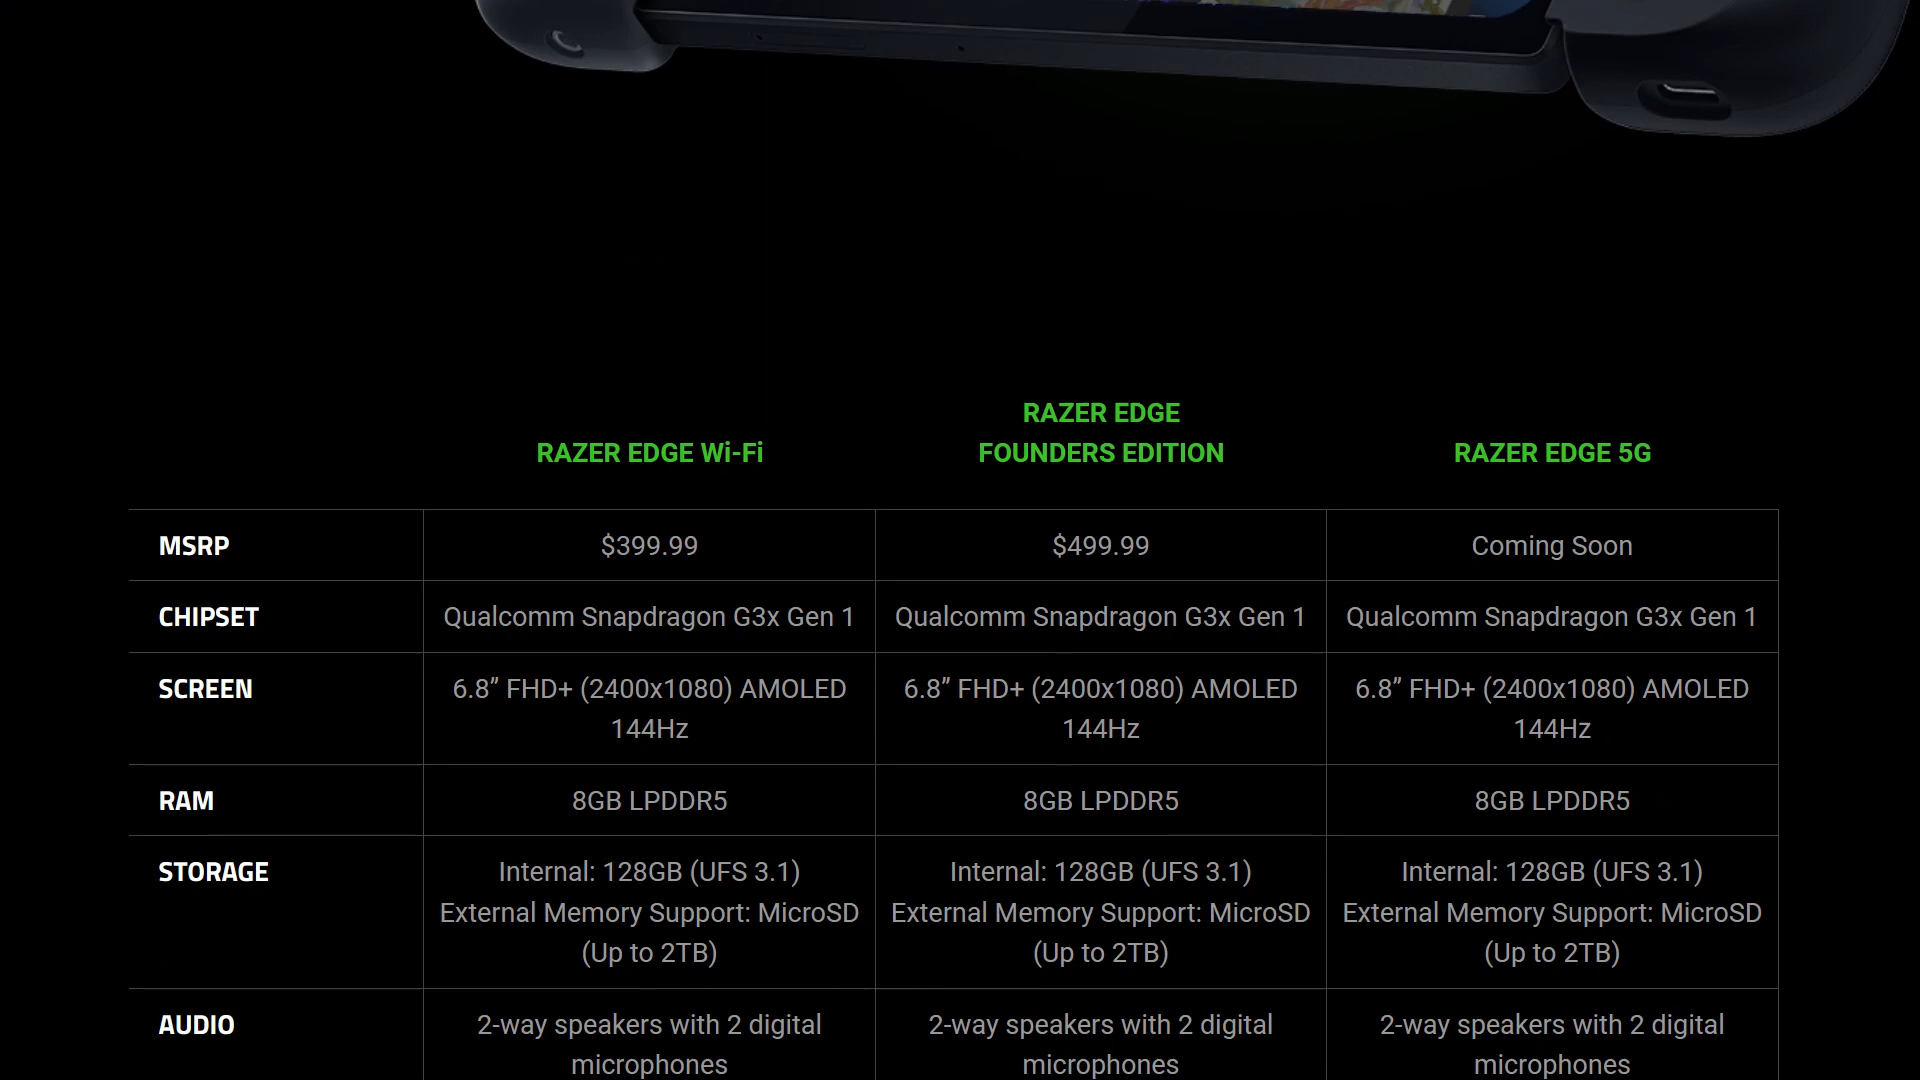 RAZER EDGE Wi-Fi
RAZER EDGE
FOUNDERS EDITION
RAZER EDGE 5G
MSRP
$399.99
$499.99
Coming Soon
CHIPSET
Qualcomm Snapdragon G3x Gen 1
Qualcomm Snapdragon G3x Gen 1
Qualcomm Snapdragon G3x Gen 1
SCREEN
6.8” FHD+ (2400x1080) AMOLED
144Hz
6.8” FHD+ (2400x1080) AMOLED
144Hz
6.8” FHD+ (2400x1080) AMOLED
144Hz
RAM
8GB LPDDR5
8GB LPDDR5
8GB LPDDR5
STORAGE
Internal: 128GB (UFS 3.1)
External Memory Support: MicroSD
(Up to 2TB)
Internal: 128GB (UFS 3.1)
External Memory Support: MicroSD
(Up to 2TB)
Internal: 128GB (UFS 3.1)
External Memory Support: MicroSD
(Up to 2TB)
AUDIO
2-way speakers with 2 digital
microphones
2-way speakers with 2 digital
microphones
2-way speakers with 2 digital
microphones